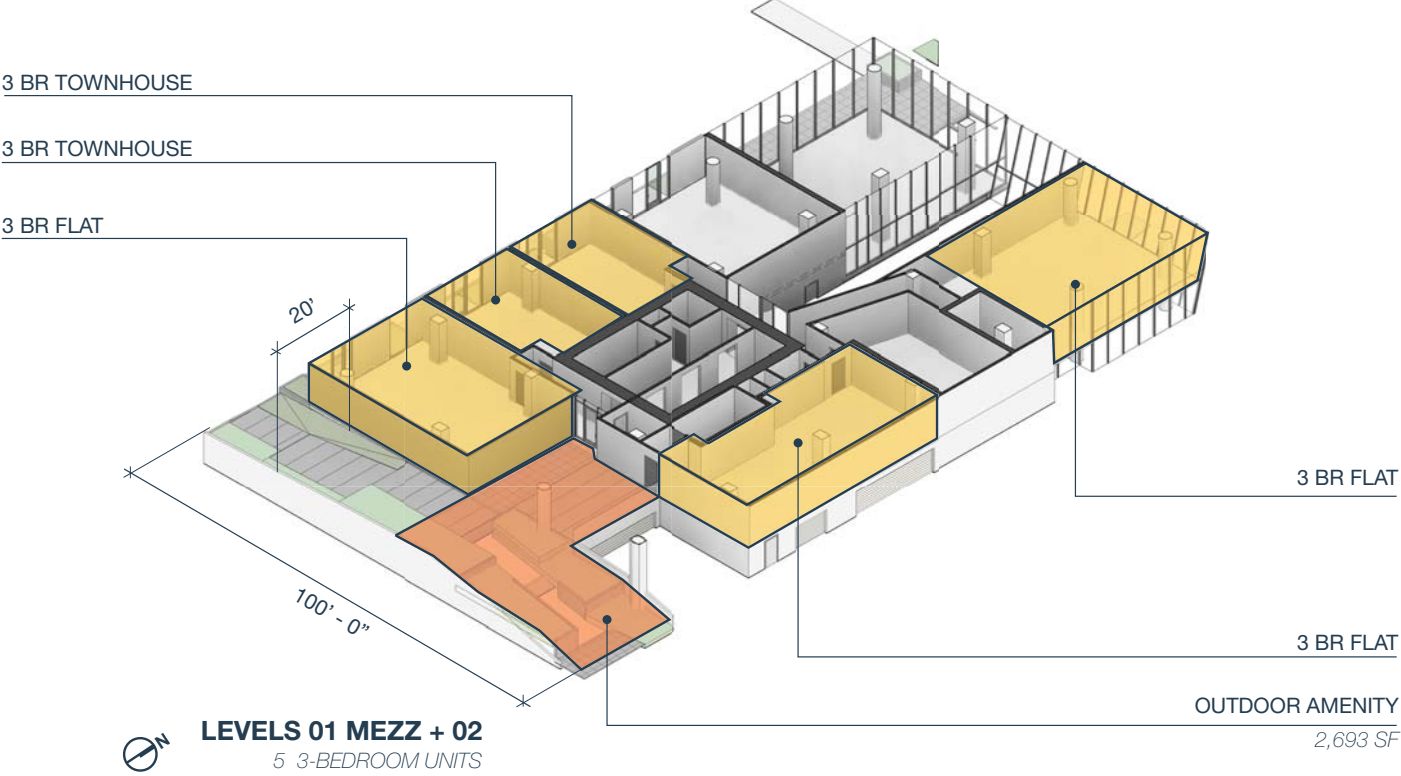 3 BR TOWNHOUSE
3 BR TOWNHOUSE
3 BR FLAT
20’
100’ - 0”
3 BR FLAT
3 BR FLAT
OUTDOOR AMENITY
2,693 SF
N
LEVELS 01 MEZZ + 02
5 3-BEDROOM UNITS